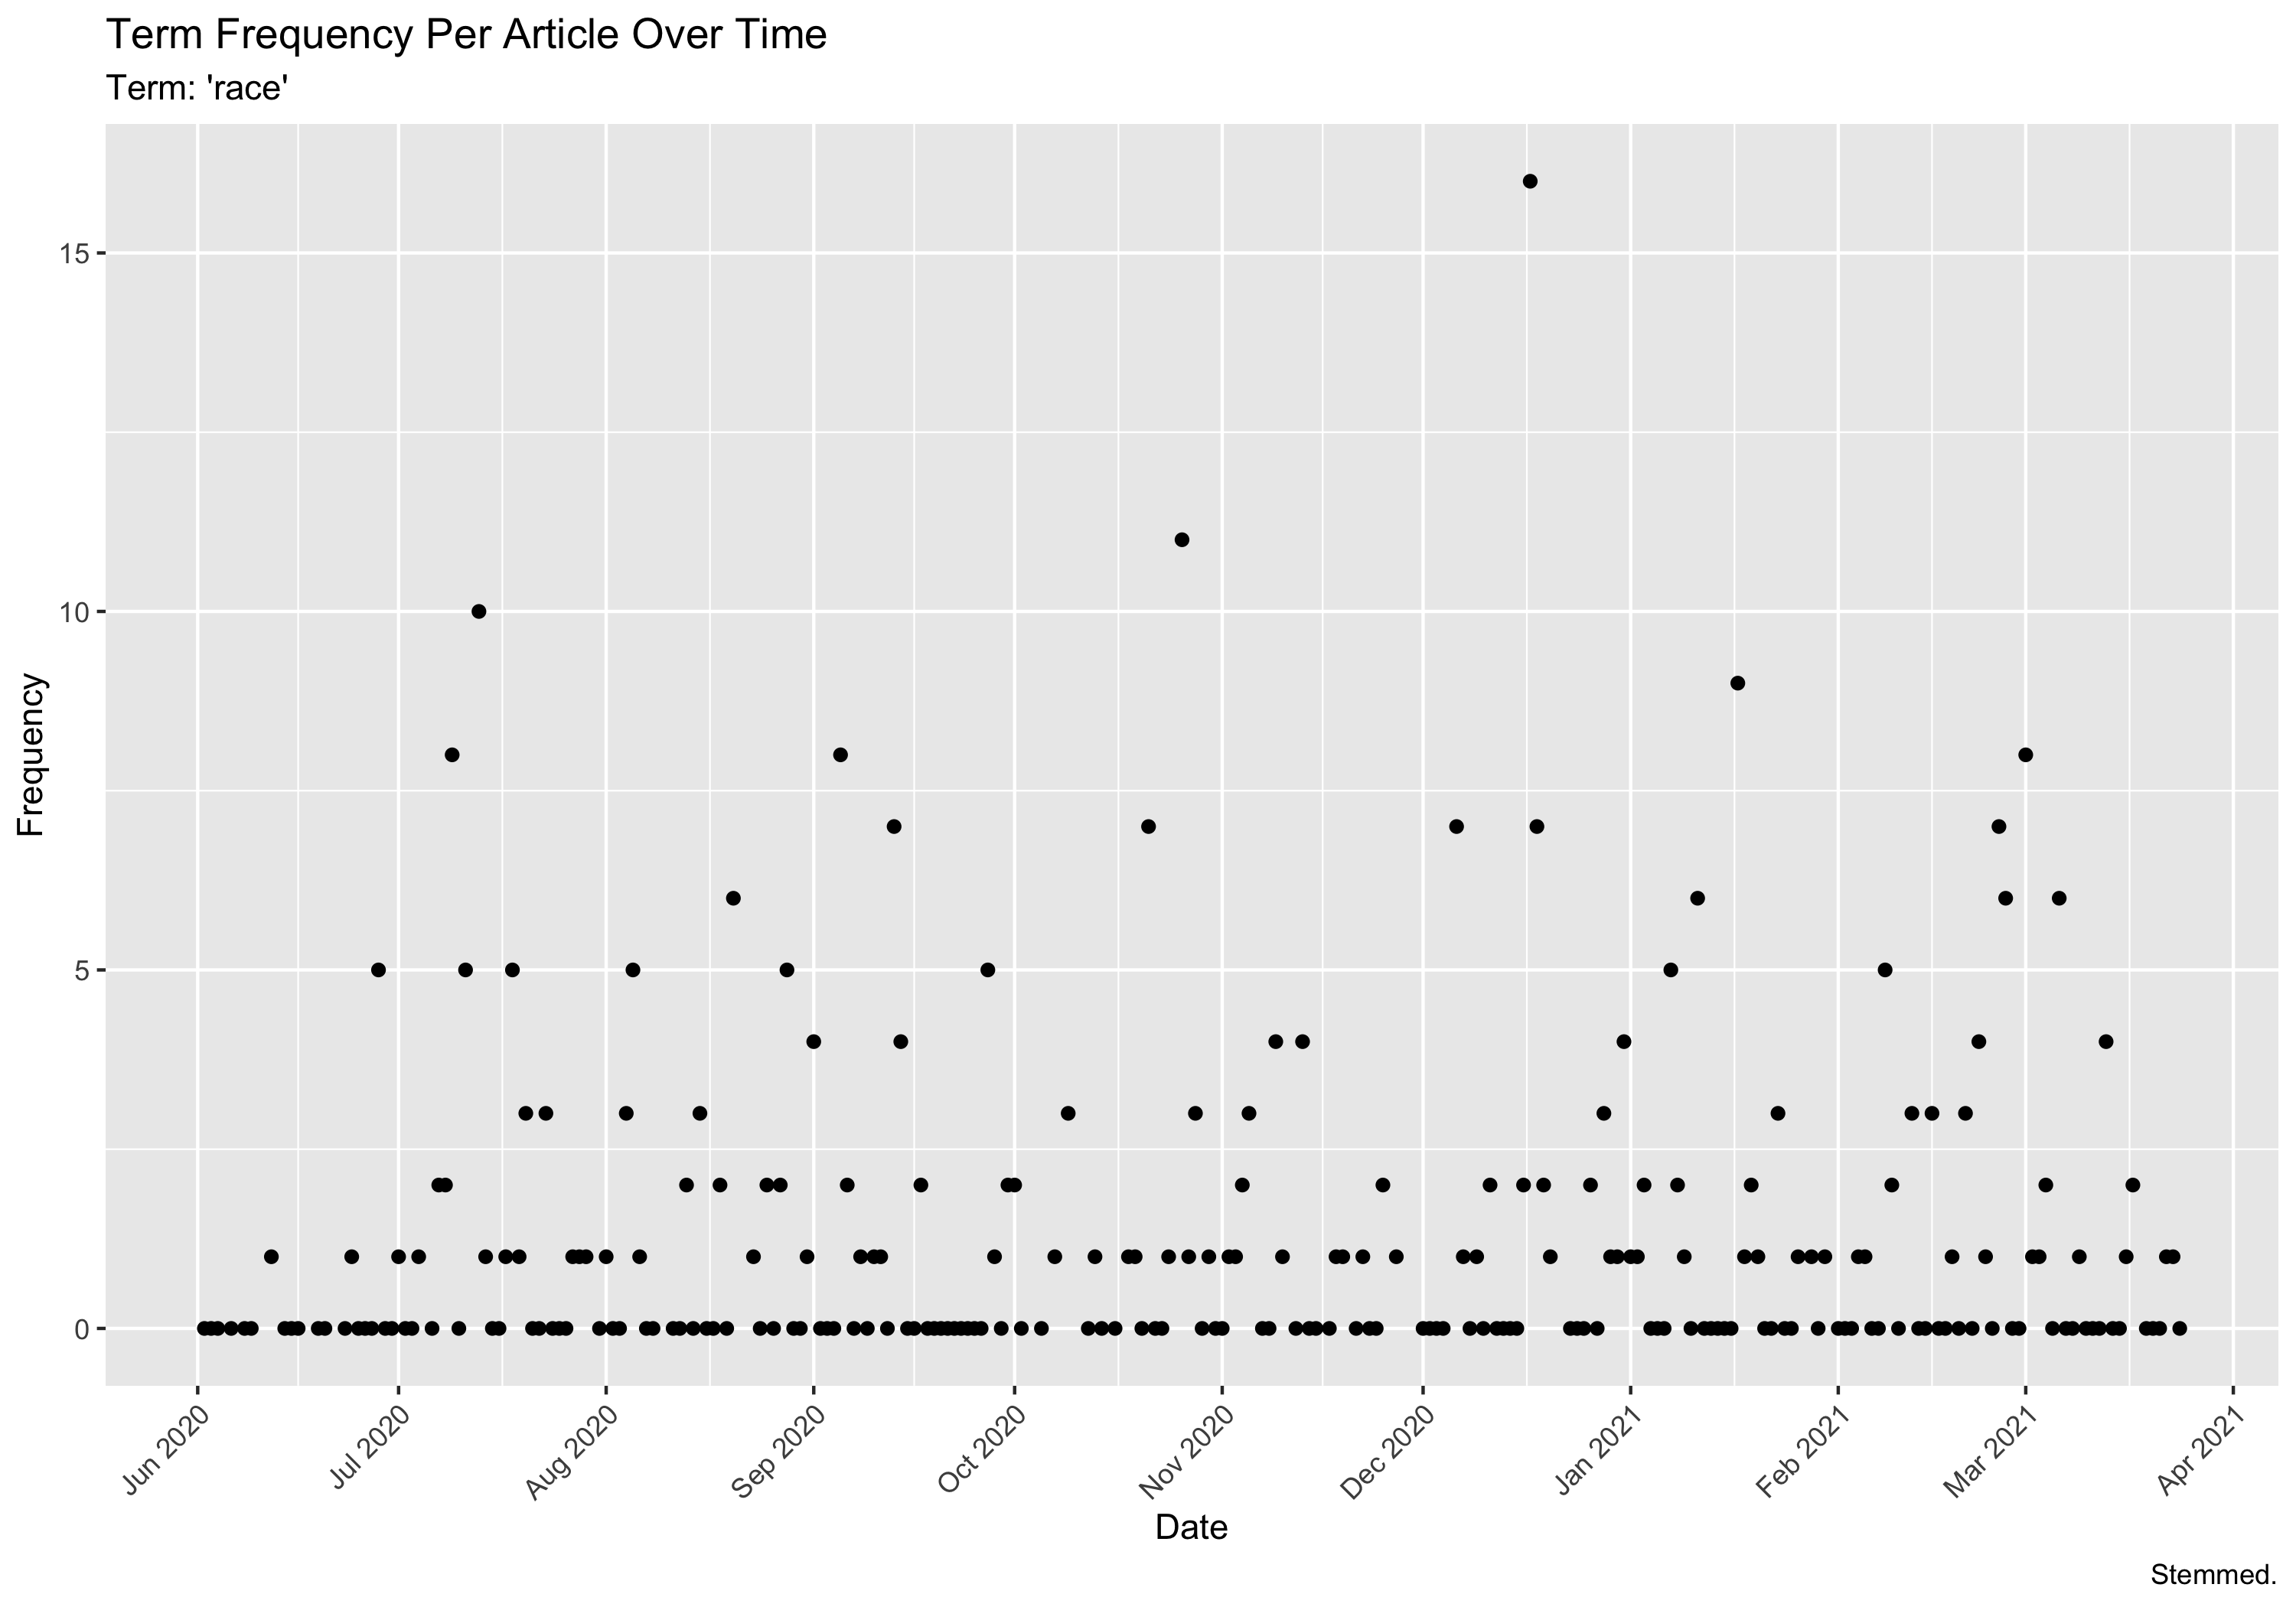 Term Frequency Per Article Over Time
Term: 'race'
15
10
5
0
Frequency
Jun 2020
Jul 2020
Aug 2020
Sep 2020
Oct 2020
Nov 2020
Dec 2020
Jan 2021
Feb 2021
Mar 2021
Apr 2021
Date
Stemmed.